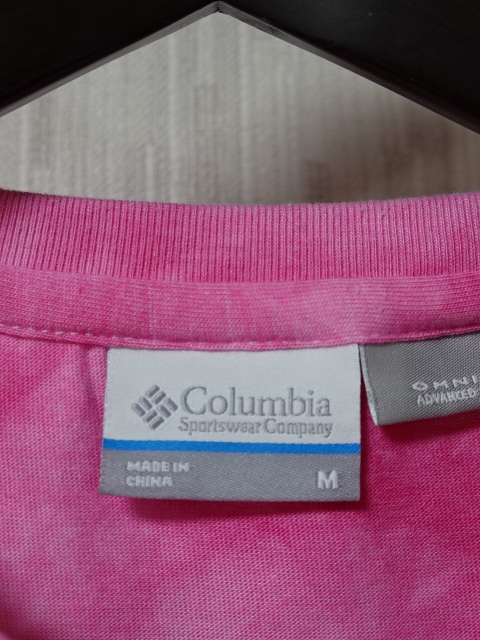 Columbia
Sportswear Company
MADE IN
CHINA
M
OMNI
ADVANCED